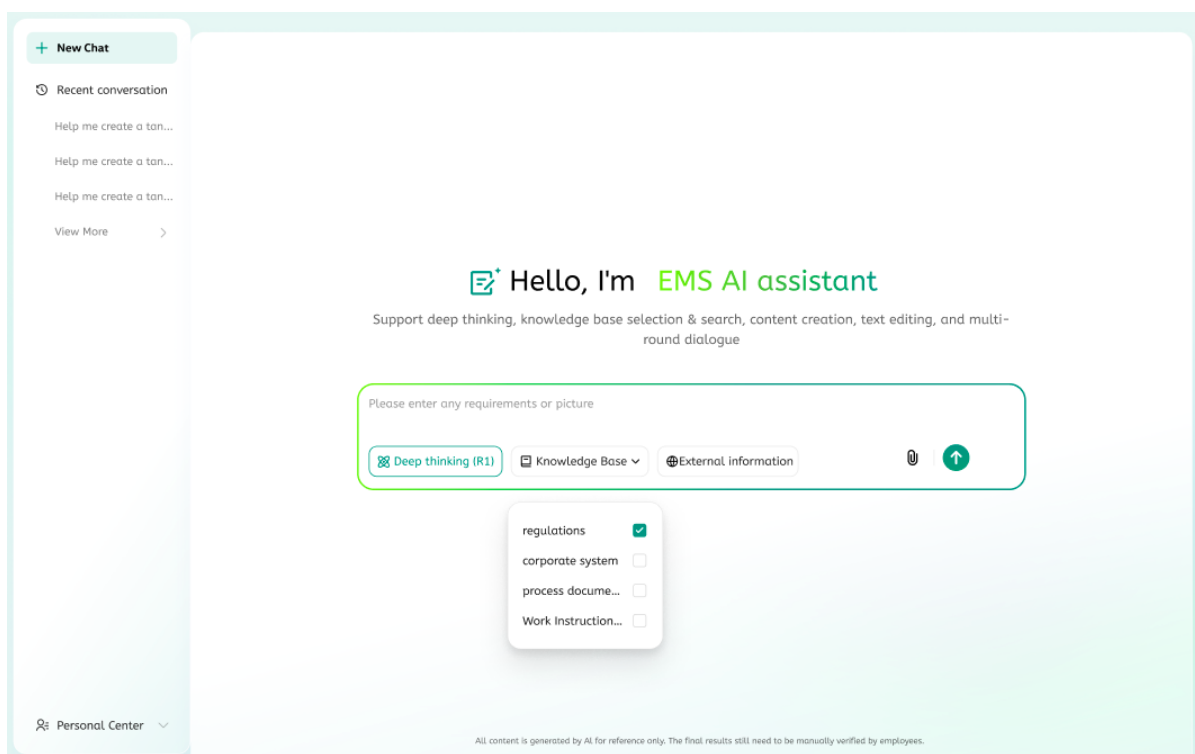 New Chat
Recent conversation
Help me create a tan...
Help me create a tan...
Help me create a tan...
View More
Hello, I'm EMS AI assistant
Support deep thinking, knowledge base selection & search, content creation, text editing, and multi-
round dialogue
Please enter any requirements or picture
Deep thinking (R1) Knowledge Base External information
regulations
corporate system
process docume...
Work Instruction...
Personal Center
All content is generated by AI for reference only. The final results still need to be manually verified by employees.